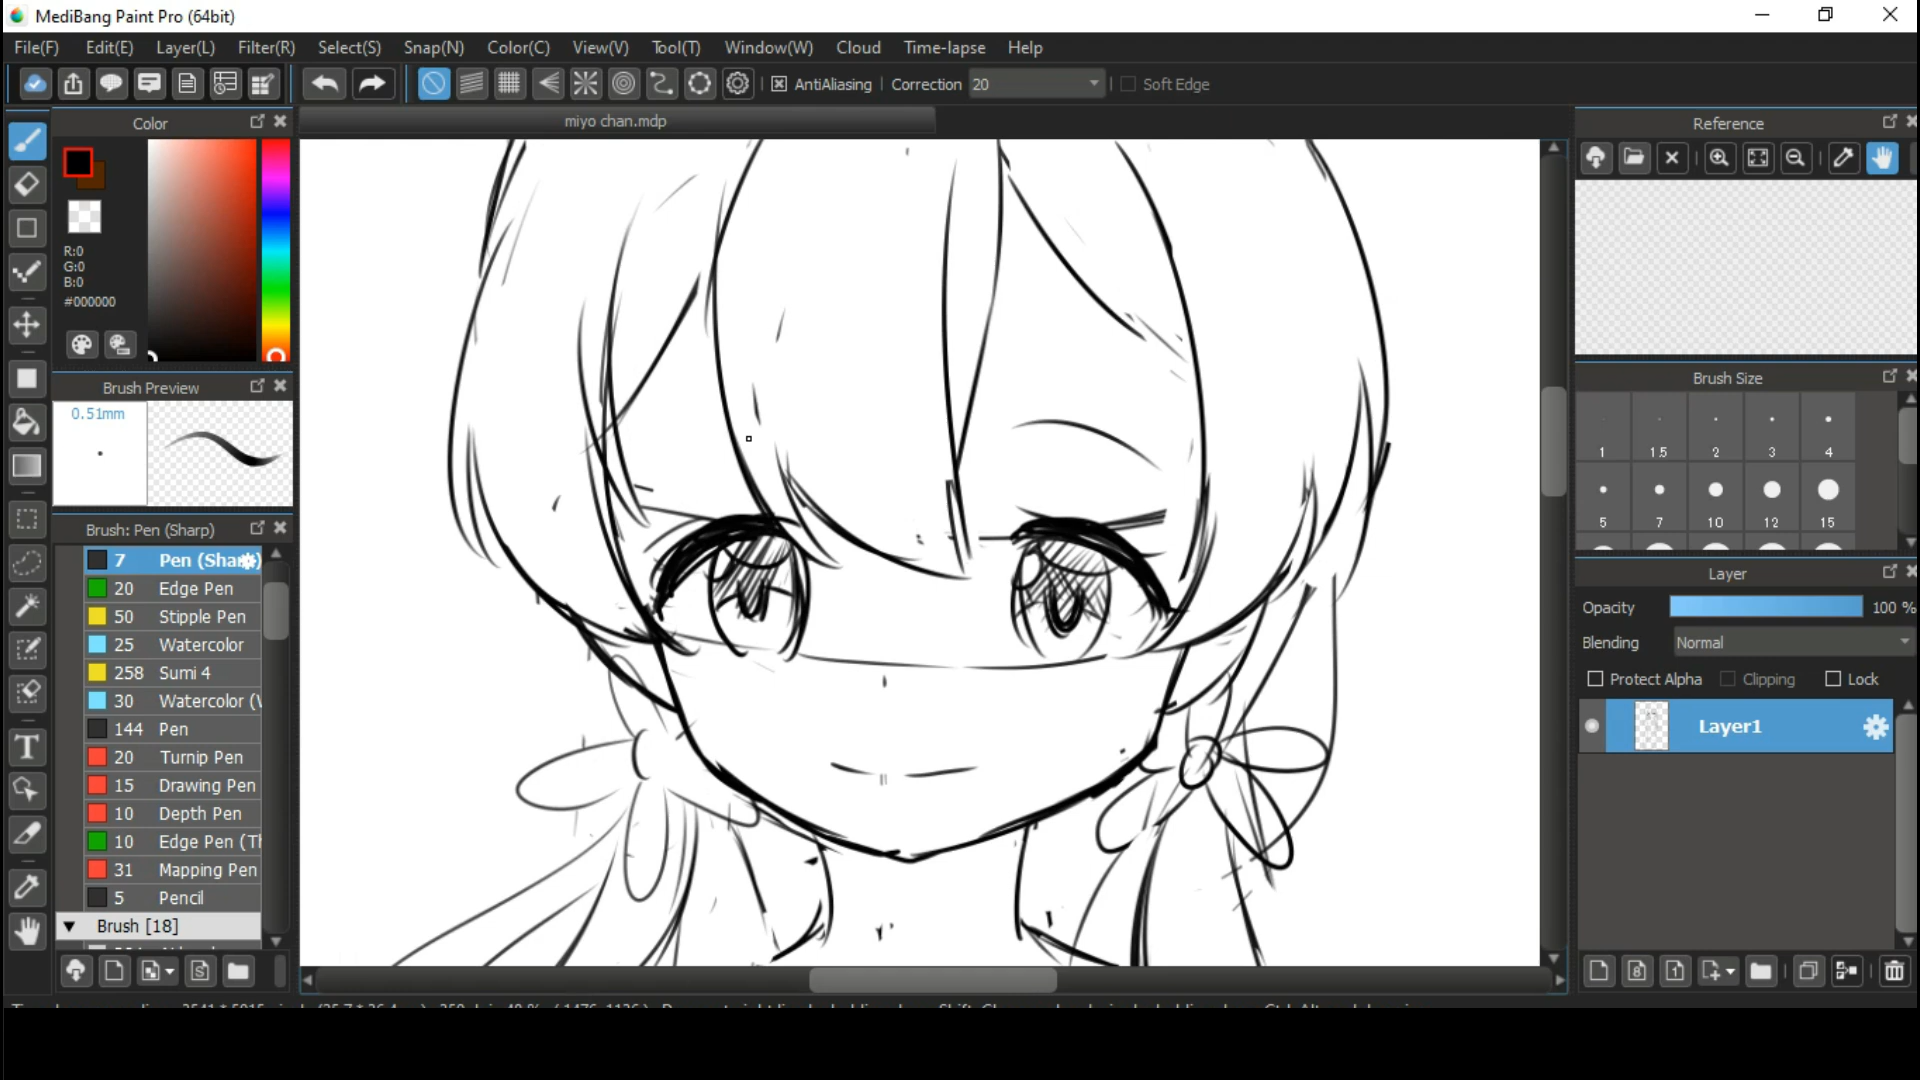 MediBang Paint Pro (64bit)
File(F) Edit(E) Layer(L) Filter(R) Select(S) Snap(N) Color(C) View(V) Tool(T) Window(W) Cloud Time-lapse Help
AntiAliasing Correction 20 Soft Edge
miyo chan.mdp
Color
R:0
G:0
B:0
#000000
Brush Preview
0.51mm
Brush: Pen (Sharp)
7 Pen (Shar
20 Edge Pen
50 Stipple Pen
25 Watercolor
258 Sumi 4
30 Watercolor (
144 Pen
20 Turnip Pen
15 Drawing Pen
10 Depth Pen
10 Edge Pen (Th
31 Mapping Pen
5 Pencil
Brush [18]
Reference
Brush Size
1 1.5 2 3 4
5 7 10 12 15
Layer
Opacity 100 %
Blending Normal
Protect Alpha Clipping Lock
Layer1